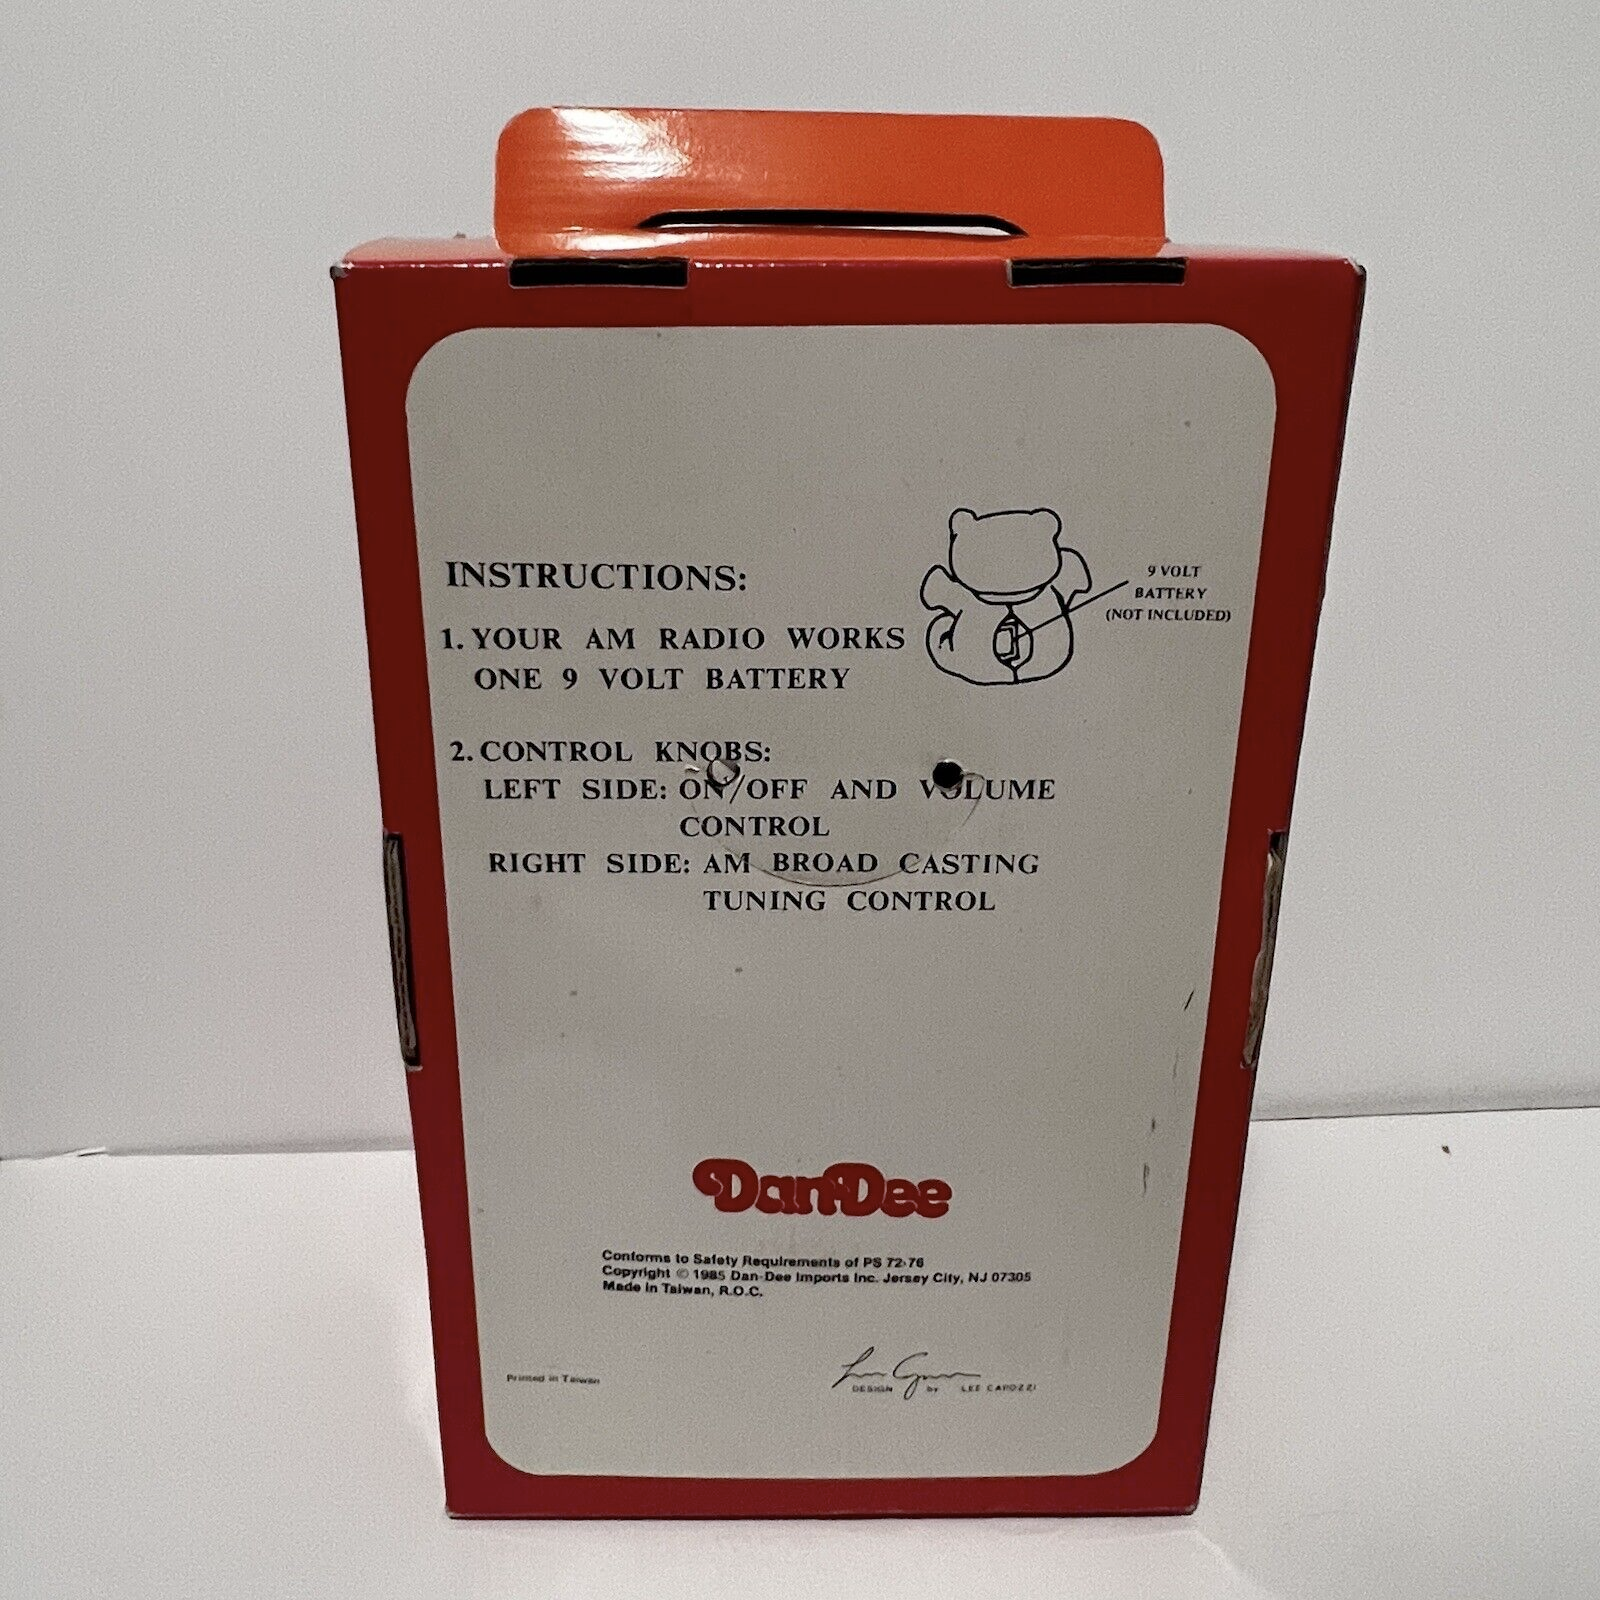 INSTRUCTIONS:
9 VOLT
BATTERY
(NOT INCLUDED)
1. YOUR AM RADIO WORKS
ONE 9 VOLT BATTERY
2. CONTROL KNOBS:
LEFT SIDE: ON/OFF AND VOLUME
CONTROL
RIGHT SIDE: AM BROAD CASTING
TUNING CONTROL
Dan-Dee
Conforms to Safety Requirements of PS 72-76
Copyright © 1985 Dan-Dee Imports Inc. Jersey City, NJ 07305
Made in Taiwan, R.O.C.
Printed in Taiwan
DESIGN by LEE CAROZZI